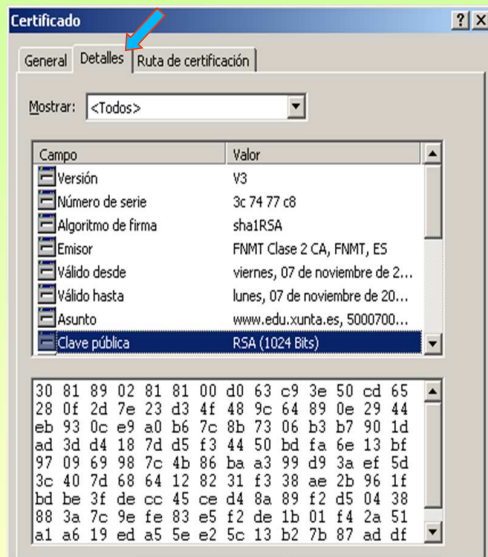 Certificado
General Detalles Ruta de certificación
Mostrar: <Todos>
Campo Valor
Versión V3
Número de serie 3c 74 77 c8
Algoritmo de firma sha1RSA
Emisor FNMT Clase 2 CA, FNMT, ES
Válido desde viernes, 07 de noviembre de 2...
Válido hasta lunes, 07 de noviembre de 20...
Asunto www.edu.xunta.es, 5000700...
Clave pública RSA (1024 Bits)
30 81 89 02 81 81 00 d0 63 c9 3e 50 cd 65
28 0f 2d 7e 23 d3 4f 48 9c 64 89 0e 29 44
eb 93 0c e9 a0 b6 7c 8b 73 06 b3 b7 90 1d
ad 3d d4 18 7d d5 f3 44 50 bd fa 6e 13 bf
97 09 69 98 7c 4b 86 ba a3 99 d9 3a ef 5d
3c 40 7d 68 64 12 82 31 f3 38 ae 2b 96 1f
bd be 3f de cc 45 ce d4 8a 89 f2 d5 04 38
88 3a 7c 9e fe 83 e5 f2 de 1b 01 f4 2a 51
a1 a6 19 ed a5 5e e2 5c 13 b2 7b 87 ad df